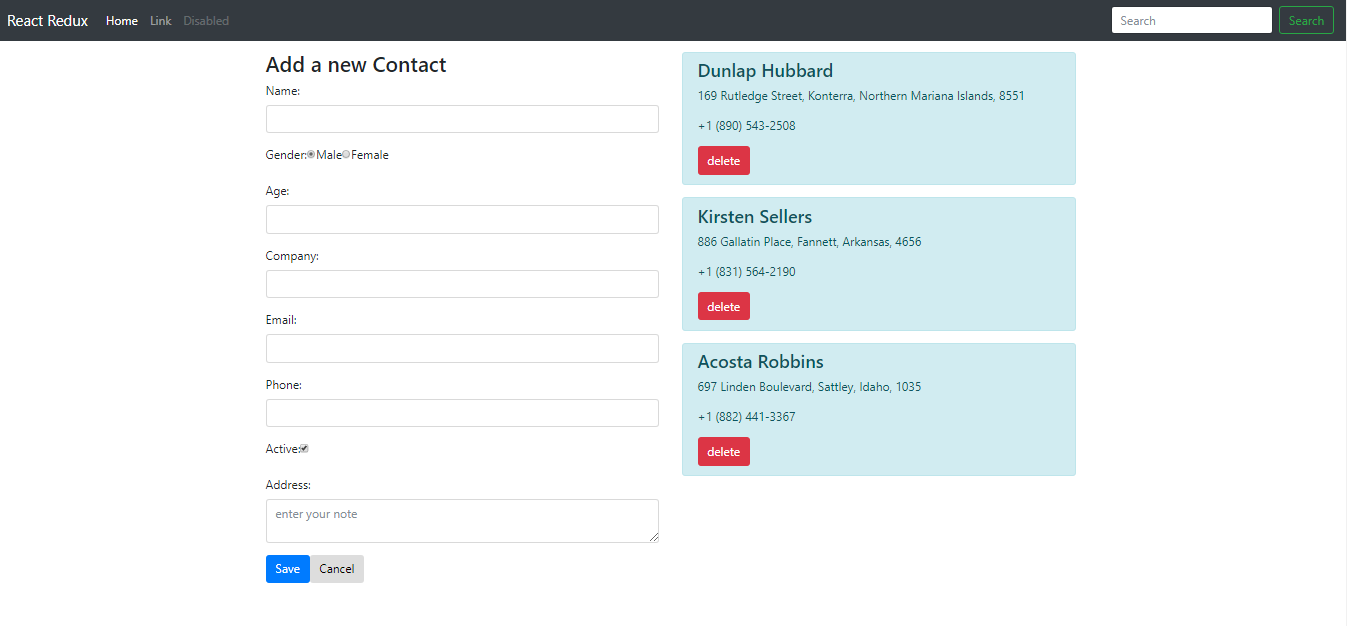 React Redux Home Link Disabled Search Search
Add a new Contact
Name:
Gender:MaleFemale
Age:
Company:
Email:
Phone:
Active:
Address:
enter your note
Save Cancel
Dunlap Hubbard
169 Rutledge Street, Konterra, Northern Mariana Islands, 8551
+1 (890) 543-2508
delete
Kirsten Sellers
886 Gallatin Place, Fannett, Arkansas, 4656
+1 (831) 564-2190
delete
Acosta Robbins
697 Linden Boulevard, Sattley, Idaho, 1035
+1 (882) 441-3367
delete